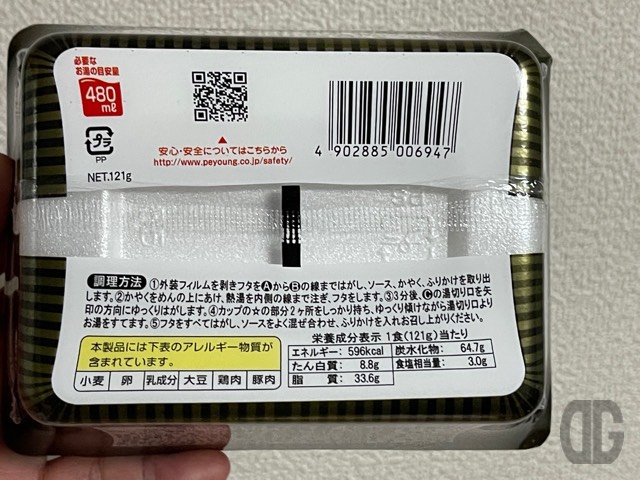 必要な
お湯の目安量
480
mℓ
プラ
PP
NET.121g
安心・安全についてはこちらから
http://www.peyoung.co.jp/safety/
4 902885 006947
調理方法 ①外装フィルムを剥きフタをAからBの線まではがし、ソース、かやく、ふりかけを取り出
します。②かやくをめんの上にあけ、熱湯を内側の線まで注ぎ、フタをします。③3分後、Cの湯切り口を矢
印の方向にゆっくりはがします。④カップの☆の部分2ヶ所をしっかり持ち、ゆっくり傾けながら湯切り口より
お湯をすてます。⑤フタをすべてはがし、ソースをよく混ぜ合わせ、ふりかけを入れお召し上がりください。
本製品には下表のアレルギー物質が
含まれています。
小麦 卵 乳成分 大豆 鶏肉 豚肉
栄養成分表示 1食(121g)当たり
エネルギー: 596kcal 炭水化物: 64.7g
たん白質: 8.8g 食塩相当量: 3.0g
脂質: 33.6g
DG